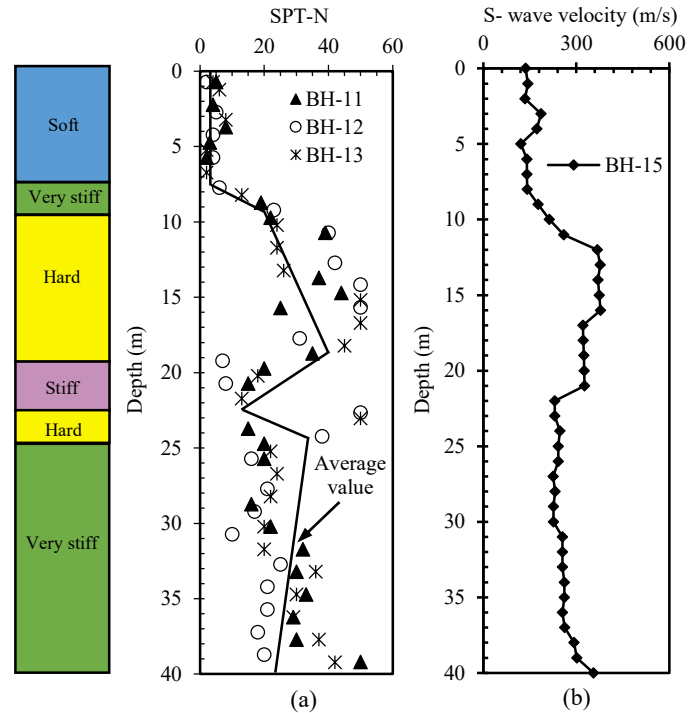 SPT-N
0 20 40 60
S- wave velocity (m/s)
0 300 600
Soft
Very stiff
Hard
Stiff
Hard
Very stiff
Depth (m)
0
5
10
15
20
25
30
35
40
BH-11
BH-12
BH-13
Average
value
(a)
Depth (m)
0
5
10
15
20
25
30
35
40
BH-15
(b)